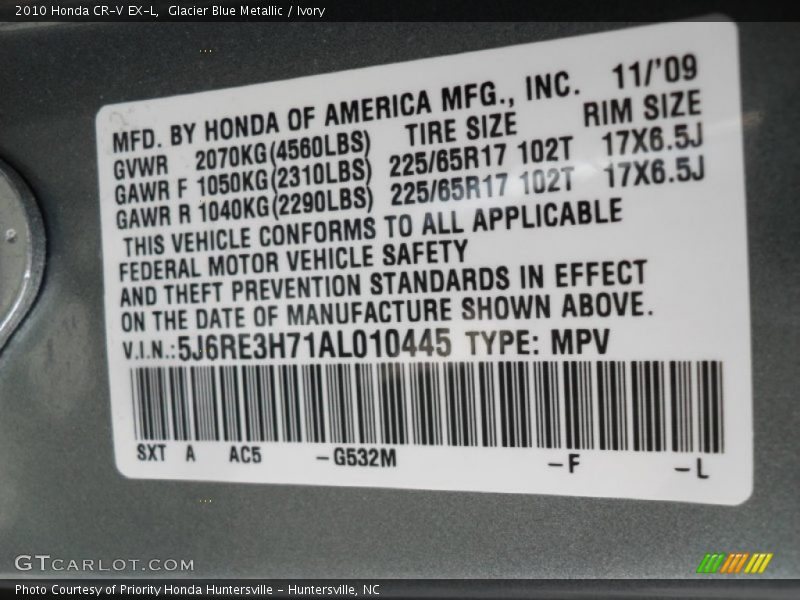 2010 Honda CR-V EX-L,  Glacier Blue Metallic / Ivory
MFD. BY HONDA OF AMERICA MFG., INC. 11/'09
GVWR 2070KG(4560LBS) TIRE SIZE RIM SIZE
GAWR F 1050KG(2310LBS) 225/65R17 102T 17X6.5J
GAWR R 1040KG(2290LBS) 225/65R17 102T 17X6.5J
THIS VEHICLE CONFORMS TO ALL APPLICABLE
FEDERAL MOTOR VEHICLE SAFETY
AND THEFT PREVENTION STANDARDS IN EFFECT
ON THE DATE OF MANUFACTURE SHOWN ABOVE.
V.I.N.:5J6RE3H71AL010445 TYPE: MPV
SXT A AC5 -G532M -F -L
GTCARLOT.COM
Photo Courtesy of Priority Honda Huntersville - Huntersville, NC